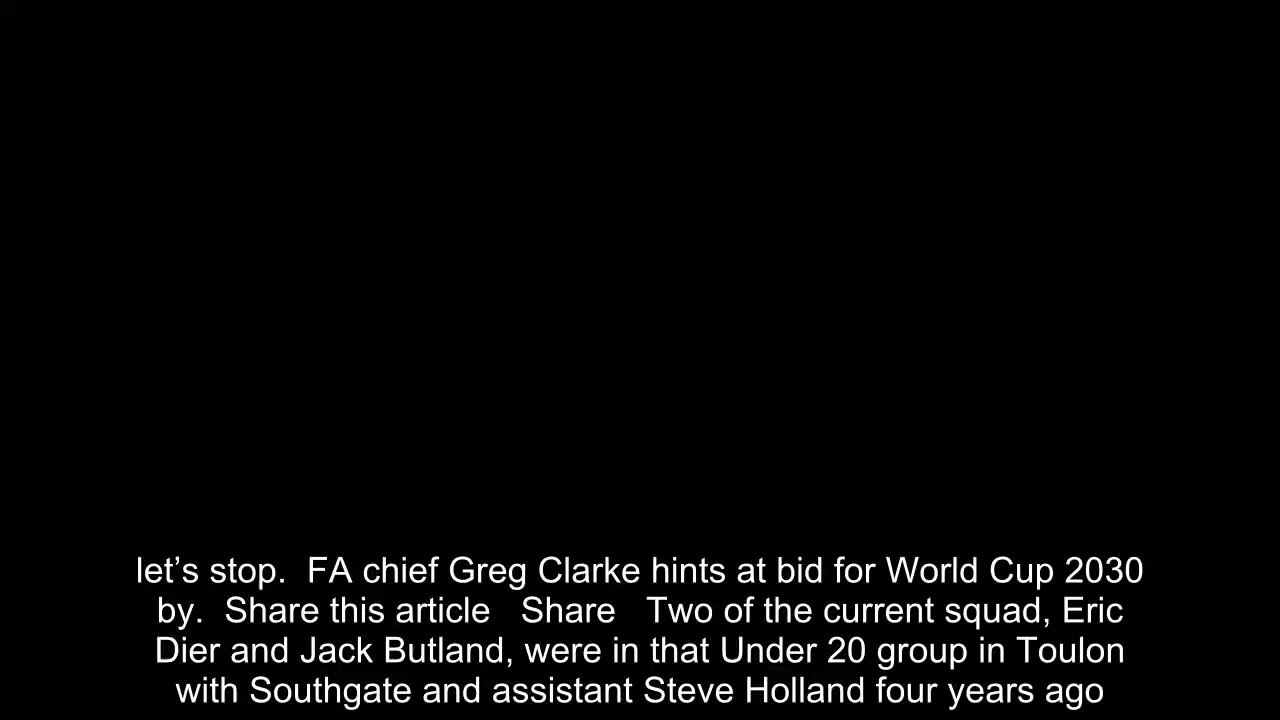 let’s stop.  FA chief Greg Clarke hints at bid for World Cup 2030
by.  Share this article   Share   Two of the current squad, Eric
Dier and Jack Butland, were in that Under 20 group in Toulon
with Southgate and assistant Steve Holland four years ago